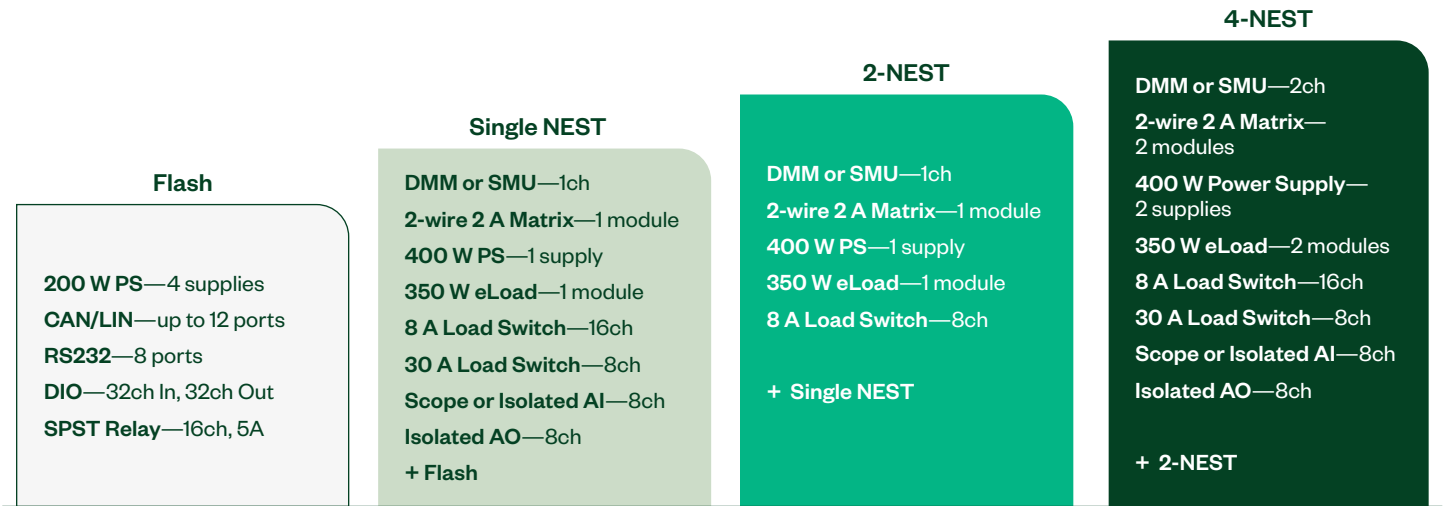 Flash
200 W PS—4 supplies
CAN/LIN—up to 12 ports
RS232—8 ports
DIO—32ch In, 32ch Out
SPST Relay—16ch, 5A
Single NEST
DMM or SMU—1ch
2-wire 2 A Matrix—1 module
400 W PS—1 supply
350 W eLoad—1 module
8 A Load Switch—16ch
30 A Load Switch—8ch
Scope or Isolated AI—8ch
Isolated AO—8ch
+ Flash
2-NEST
DMM or SMU—1ch
2-wire 2 A Matrix—1 module
400 W PS—1 supply
350 W eLoad—1 module
8 A Load Switch—8ch
+ Single NEST
4-NEST
DMM or SMU—2ch
2-wire 2 A Matrix—
2 modules
400 W Power Supply—
2 supplies
350 W eLoad—2 modules
8 A Load Switch—16ch
30 A Load Switch—8ch
Scope or Isolated AI—8ch
Isolated AO—8ch
+ 2-NEST